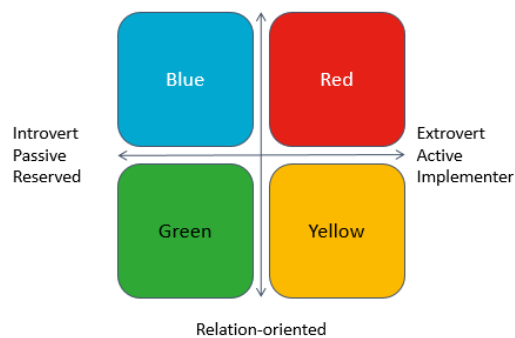 Blue
Red
Introvert
Passive
Reserved
Extrovert
Active
Implementer
Green
Yellow
Relation-oriented